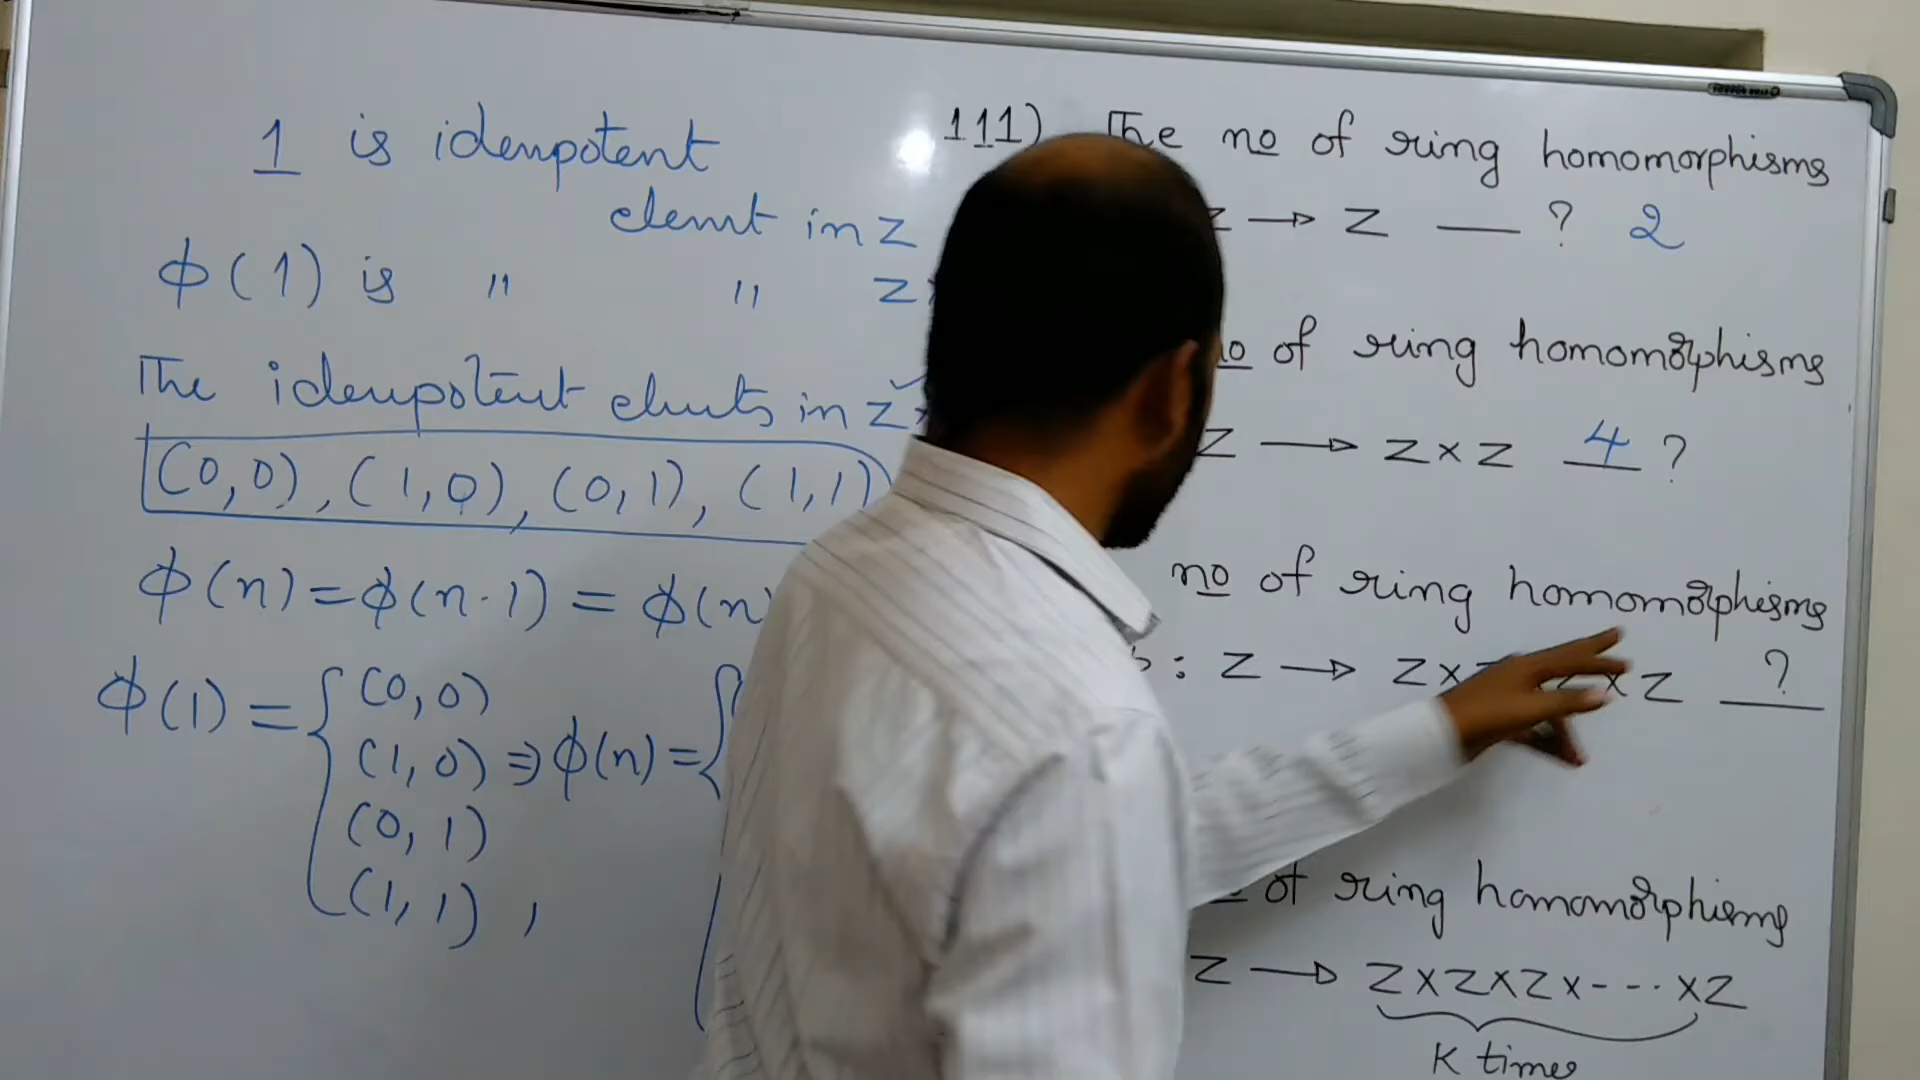 1 is idempotent
elemt in Z
φ(1) is " " Z
The idempotent elmts in Z
(0,0), (1,0), (0,1), (1,1)
φ(n)=φ(n·1) = φ(n
φ(1) = { (0,0)
(1,0) ⇒ φ(n) = {
(0,1)
(1,1) ,
111) The no of ring homomorphisms
Z → Z __ ? 2
no of ring homomorphisms
Z → Z×Z 4 ?
no of ring homomorphisms
: Z → Z× ×Z ?
of ring homomorphisms
Z → Z×Z×Z×---×Z
K times